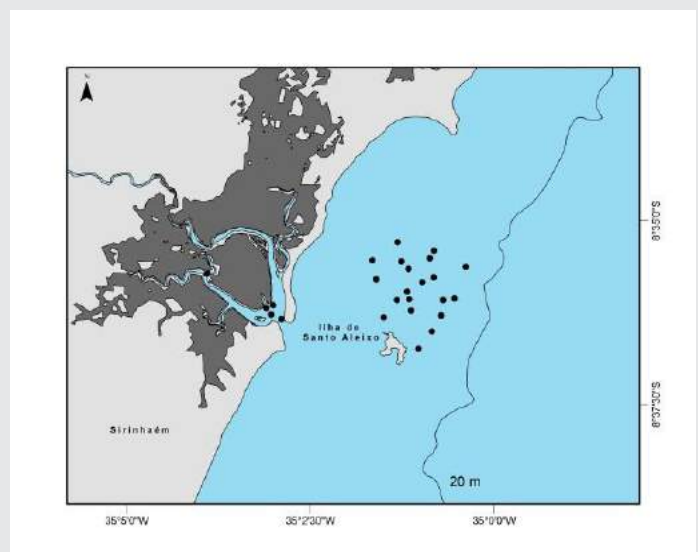 N
8°35'0"S
Ilha de
Santo Aleixo
8°37'30"S
Sirinhaém
20 m
35°5'0"W
35°2'30"W
35°0'0"W